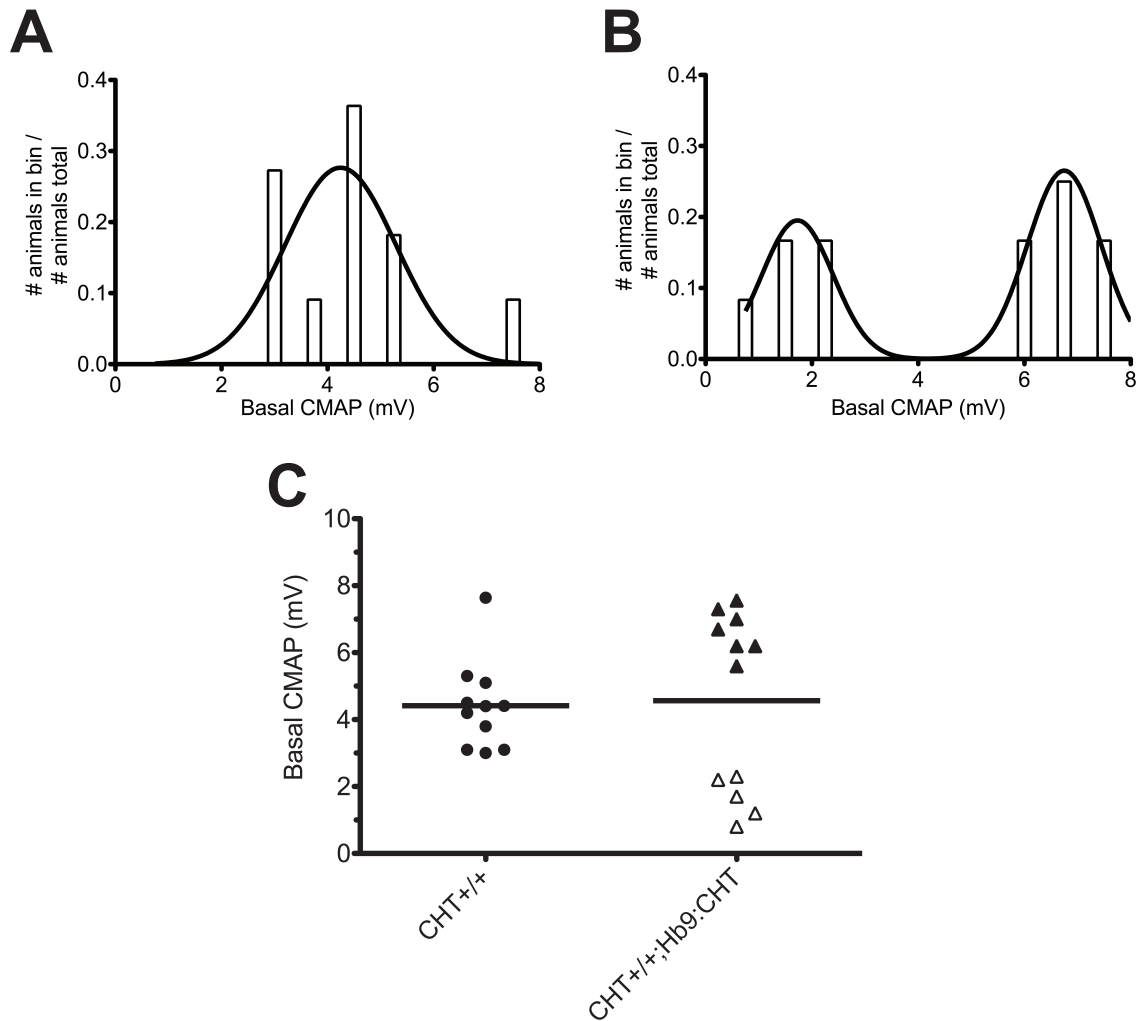 A
# animals in bin /
# animals total
0.4
0.3
0.2
0.1
0.0
0 2 4 6 8
Basal CMAP (mV)
B
# animals in bin /
# animals total
0.4
0.3
0.2
0.1
0.0
0 2 4 6 8
Basal CMAP (mV)
C
Basal CMAP (mV)
10
8
6
4
2
0
CHT+/+
CHT+/+;Hb9:CHT